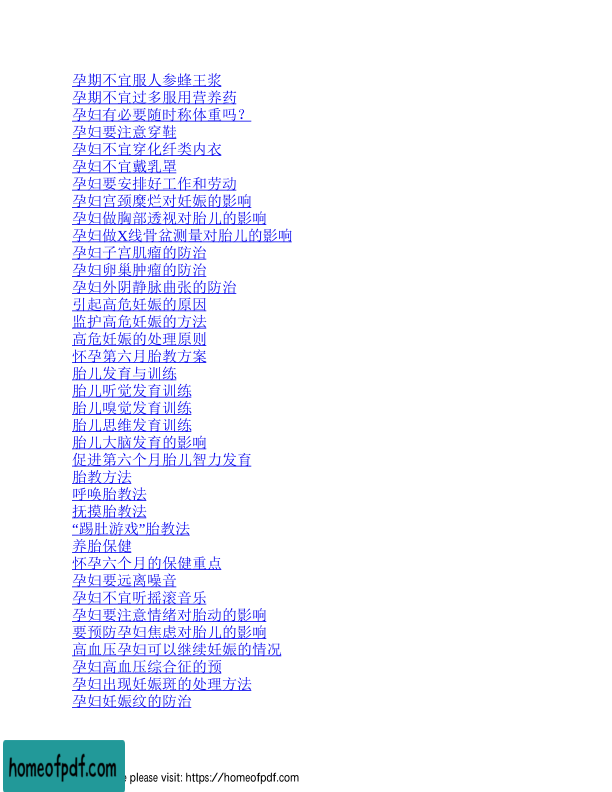 孕期不宜服人参蜂王浆
孕期不宜过多服用营养药
孕妇有必要随时称体重吗？
孕妇要注意穿鞋
孕妇不宜穿化纤类内衣
孕妇不宜戴乳罩
孕妇要安排好工作和劳动
孕妇宫颈糜烂对妊娠的影响
孕妇做胸部透视对胎儿的影响
孕妇做X线骨盆测量对胎儿的影响
孕妇子宫肌瘤的防治
孕妇卵巢肿瘤的防治
孕妇外阴静脉曲张的防治
引起高危妊娠的原因
监护高危妊娠的方法
高危妊娠的处理原则
怀孕第六月胎教方案
胎儿发育与训练
胎儿听觉发育训练
胎儿嗅觉发育训练
胎儿思维发育训练
胎儿大脑发育的影响
促进第六个月胎儿智力发育
胎教方法
呼唤胎教法
抚摸胎教法
“踢肚游戏”胎教法
养胎保健
怀孕六个月的保健重点
孕妇要远离噪音
孕妇不宜听摇滚音乐
孕妇要注意情绪对胎动的影响
要预防孕妇焦虑对胎儿的影响
高血压孕妇可以继续妊娠的情况
孕妇高血压综合征的预
孕妇出现妊娠斑的处理方法
孕妇妊娠纹的防治
homeofpdf.com
e please visit: https://homeofpdf.com